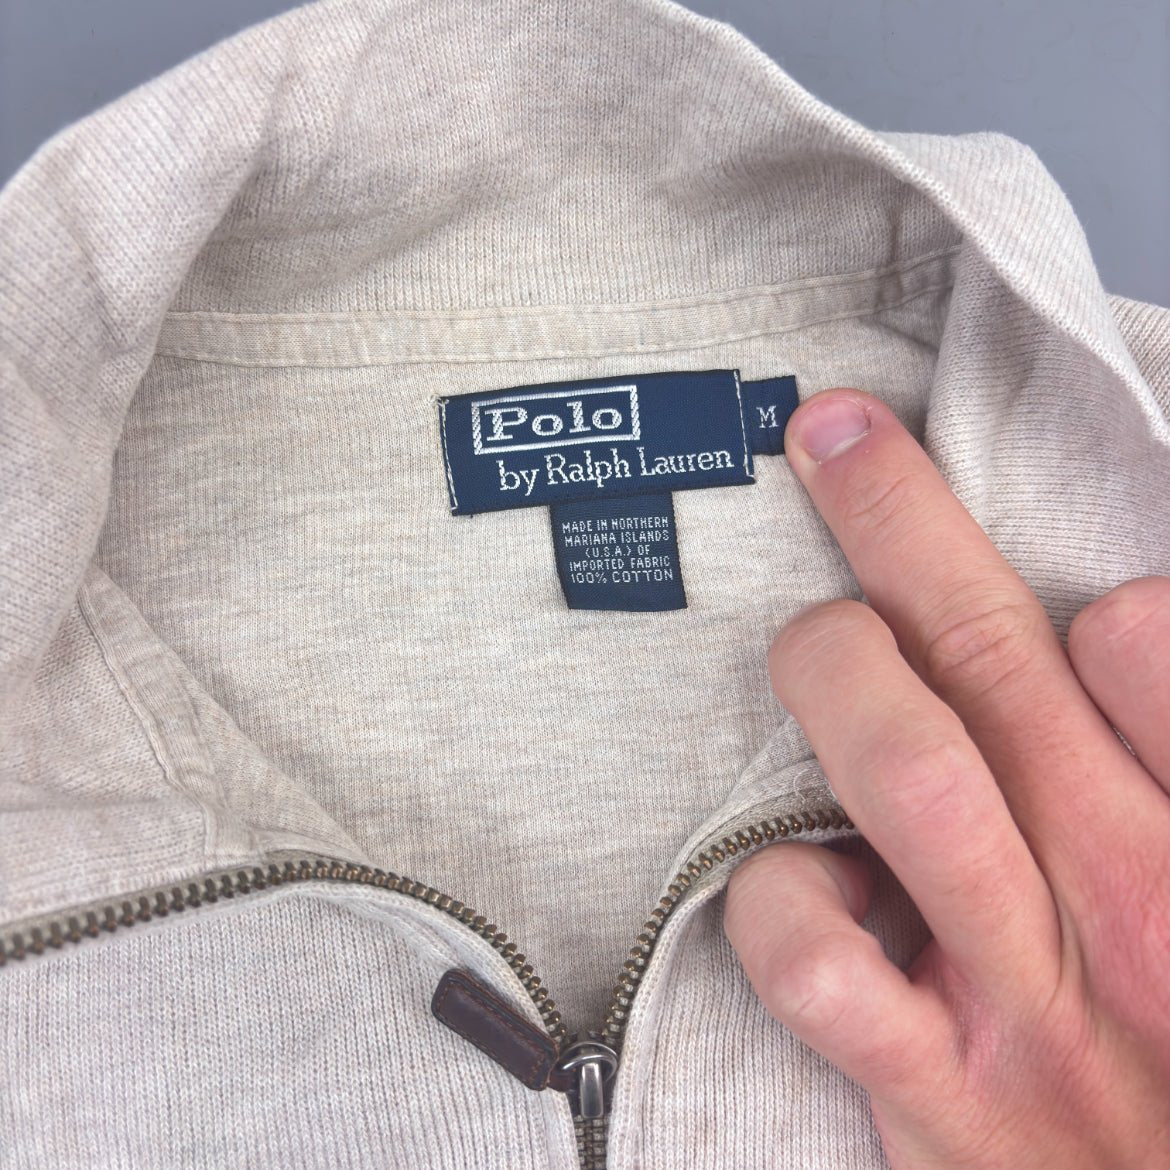 Polo
by Ralph Lauren
M
MADE IN NORTHERN
MARIANA ISLANDS
(U.S.A.) OF
IMPORTED FABRIC
100% COTTON